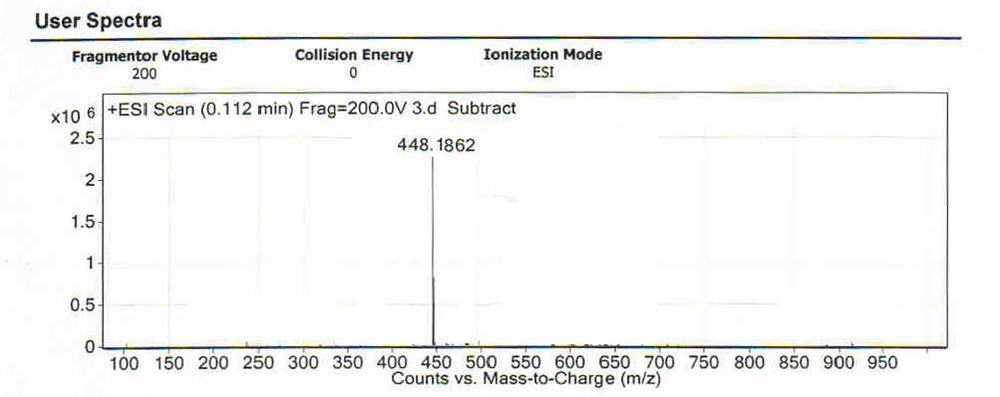 User Spectra
Fragmentor Voltage Collision Energy Ionization Mode
200 0 ESI
x10 6 +ESI Scan (0.112 min) Frag=200.0V 3.d Subtract
2.5
448.1862
2
1.5
1
0.5
0
100 150 200 250 300 350 400 450 500 550 600 650 700 750 800 850 900 950
Counts vs. Mass-to-Charge (m/z)